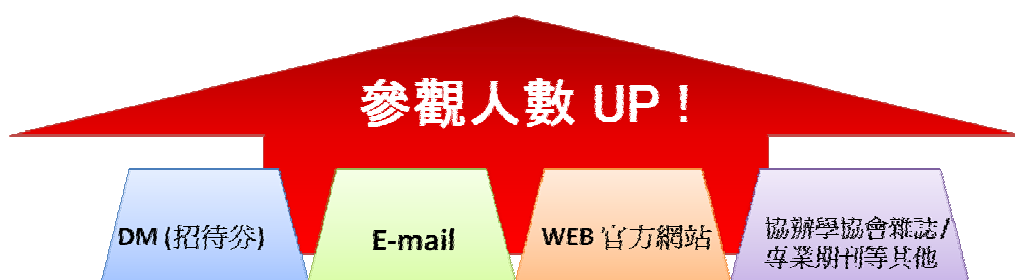 參觀人數 UP！
DM (招待券)
E-mail
WEB 官方網站
協辦學協會雜誌/
專業期刊等其他